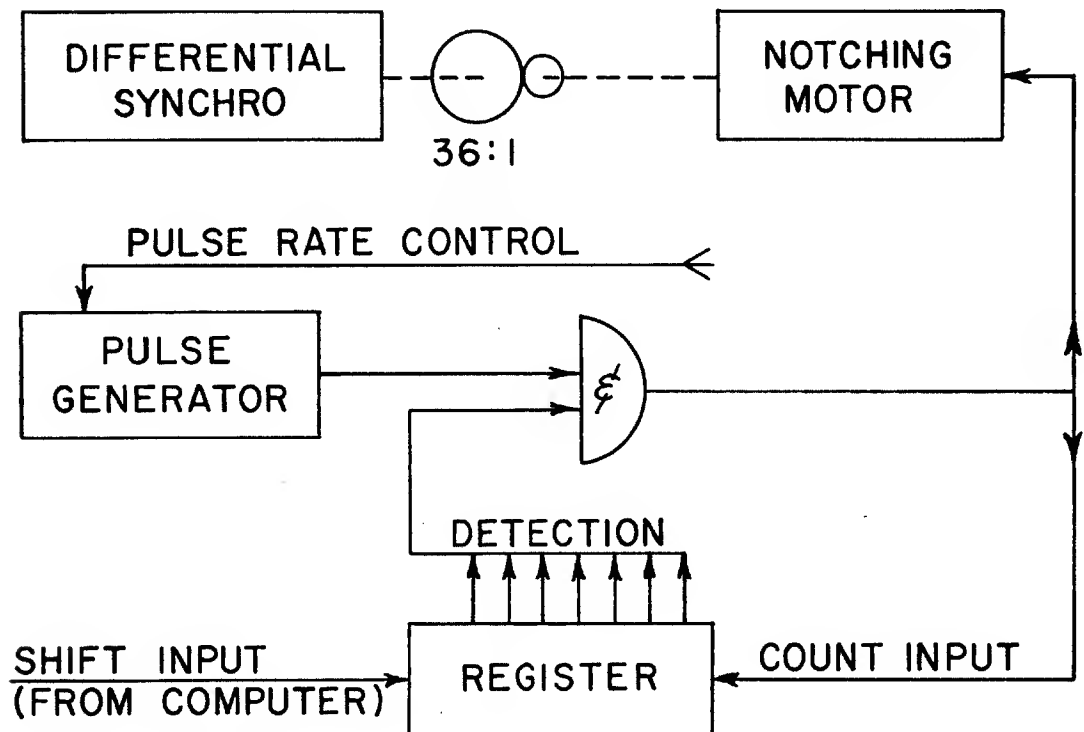 DIFFERENTIAL
SYNCHRO
36:1
NOTCHING
MOTOR
PULSE RATE CONTROL
PULSE
GENERATOR
&
DETECTION
SHIFT INPUT
(FROM COMPUTER)
REGISTER
COUNT INPUT